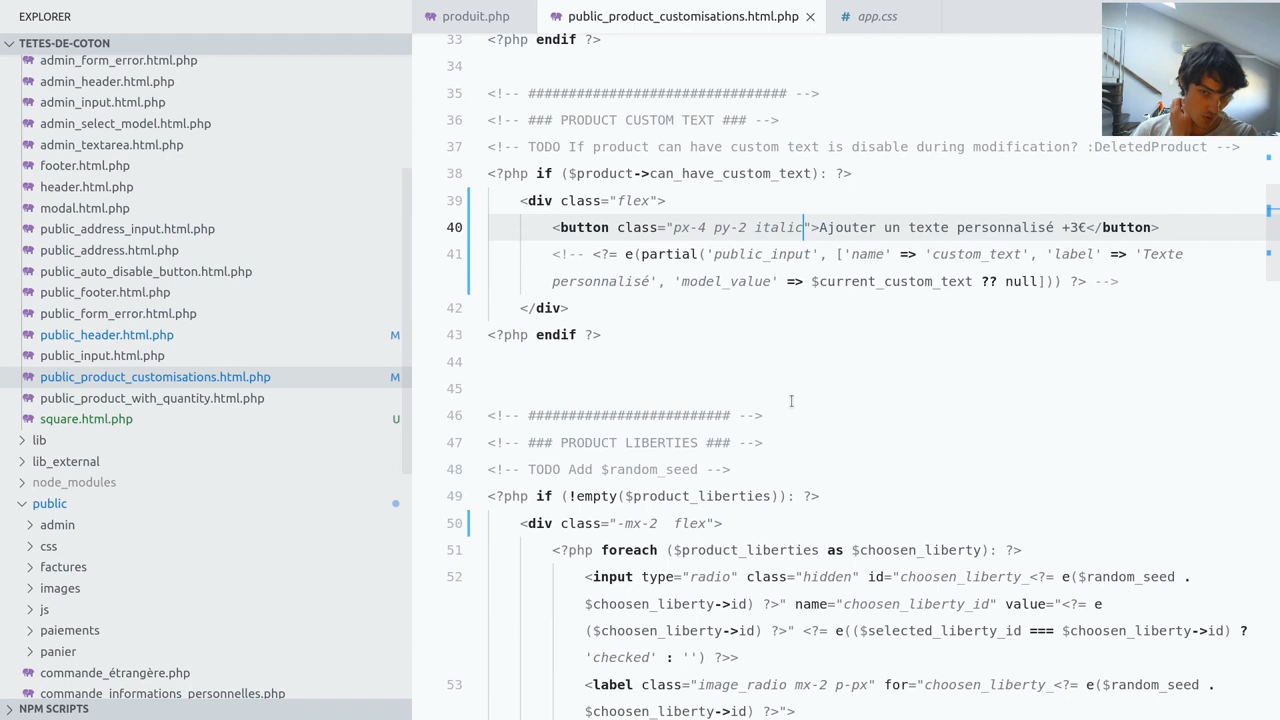 EXPLORER
TETES-DE-COTON
admin_form_error.html.php
admin_header.html.php
admin_input.html.php
admin_select_model.html.php
admin_textarea.html.php
footer.html.php
header.html.php
modal.html.php
public_address_input.html.php
public_address.html.php
public_auto_disable_button.html.php
public_footer.html.php
public_form_error.html.php
public_header.html.php M
public_input.html.php
public_product_customisations.html.php M
public_product_with_quantity.html.php
square.html.php U
lib
lib_external
node_modules
public
admin
css
factures
images
js
paiements
panier
commande_étrangère.php
commande_informations_personnelles.php
NPM SCRIPTS
produit.php public_product_customisations.html.php # app.css
33 <?php endif ?>
34
35 <!-- ################################ -->
36 <!-- ### PRODUCT CUSTOM TEXT ### -->
37 <!-- TODO If product can have custom text is disable during modification? :DeletedProduct -->
38 <?php if ($product->can_have_custom_text): ?>
39 <div class="flex">
40 <button class="px-4 py-2 italic">Ajouter un texte personnalisé +3€</button>
41 <!-- <?= e(partial('public_input', ['name' => 'custom_text', 'label' => 'Texte
personnalisé', 'model_value' => $current_custom_text ?? null])) ?> -->
42 </div>
43 <?php endif ?>
44
45
46 <!-- ######################### -->
47 <!-- ### PRODUCT LIBERTIES ### -->
48 <!-- TODO Add $random_seed -->
49 <?php if (!empty($product_liberties)): ?>
50 <div class="-mx-2  flex">
51 <?php foreach ($product_liberties as $choosen_liberty): ?>
52 <input type="radio" class="hidden" id="choosen_liberty_<?= e($random_seed .
$choosen_liberty->id) ?>" name="choosen_liberty_id" value="<?= e
($choosen_liberty->id) ?>" <?= e(($selected_liberty_id === $choosen_liberty->id) ?
'checked' : '') ?>>
53 <label class="image_radio mx-2 p-px" for="choosen_liberty_<?= e($random_seed .
$choosen_liberty->id) ?>">